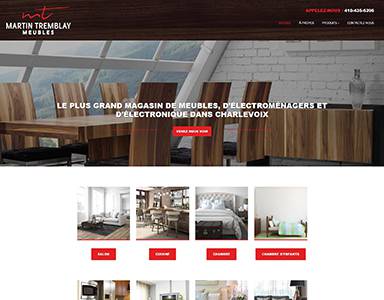 mt
MARTIN TREMBLAY
MEUBLES
APPELEZ-NOUS : 418-435-6396
ACCUEIL À PROPOS PRODUITS CONTACTEZ-NOUS
LE PLUS GRAND MAGASIN DE MEUBLES, D'ÉLECTROMÉNAGERS ET
D'ÉLECTRONIQUE DANS CHARLEVOIX
VENEZ NOUS VOIR
SALON CUISINE CHAMBRE CHAMBRE D'ENFANTS